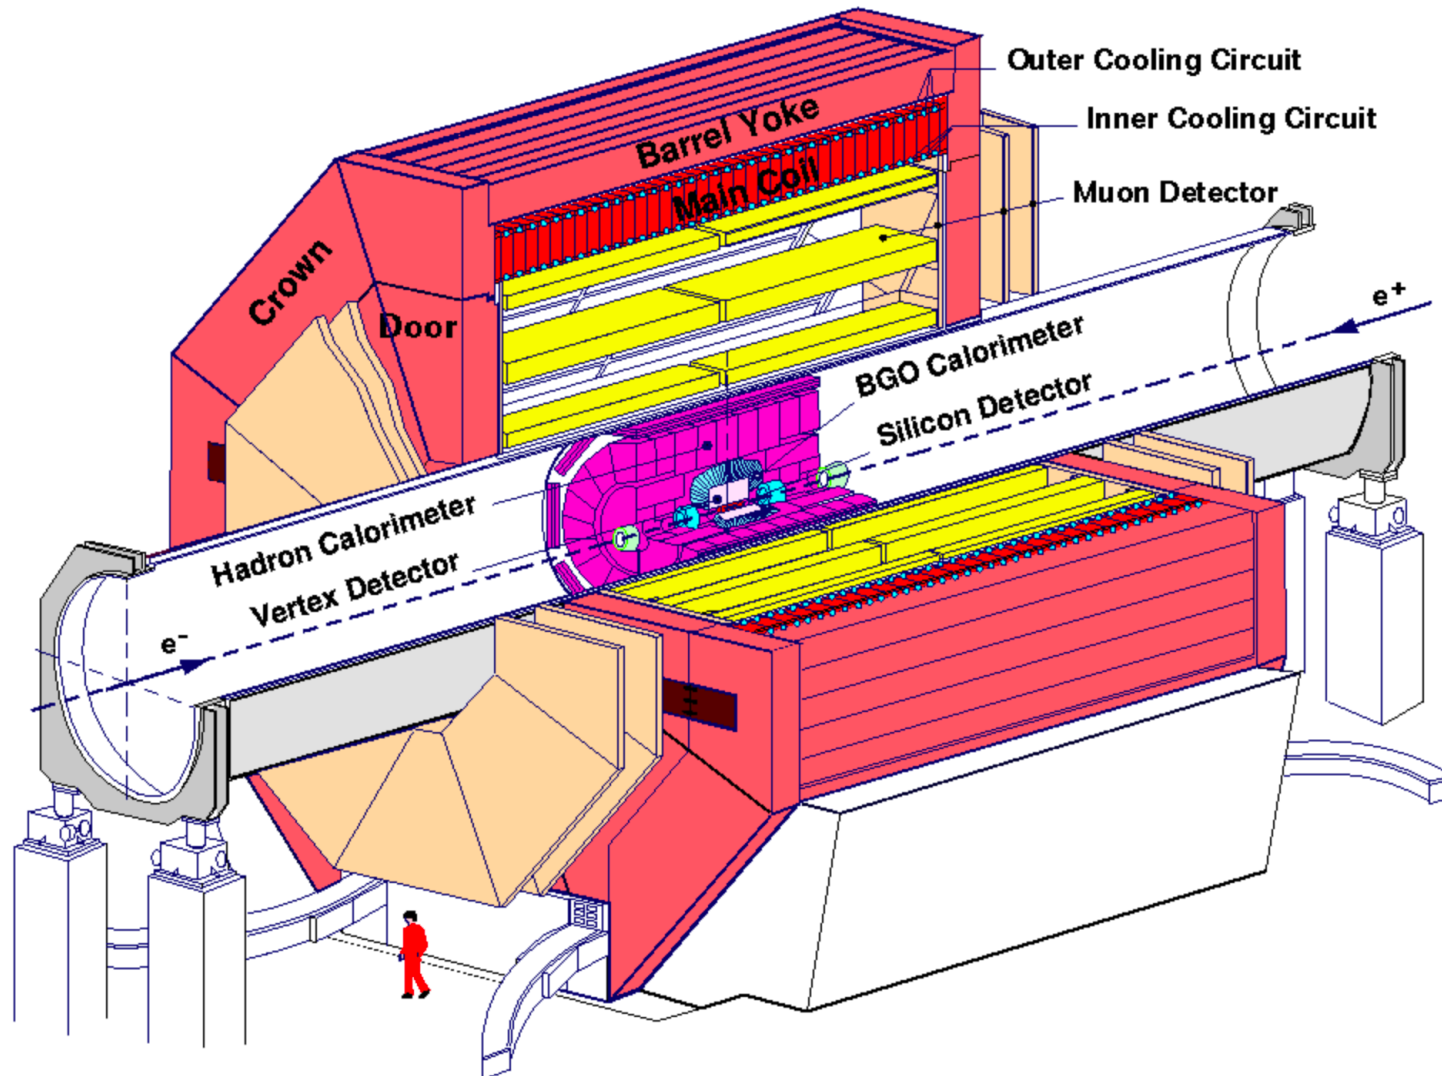 Outer Cooling Circuit
Barrel Yoke
Inner Cooling Circuit
Main Coil
Muon Detector
Crown
Door
e+
BGO Calorimeter
Silicon Detector
Hadron Calorimeter
Vertex Detector
e-